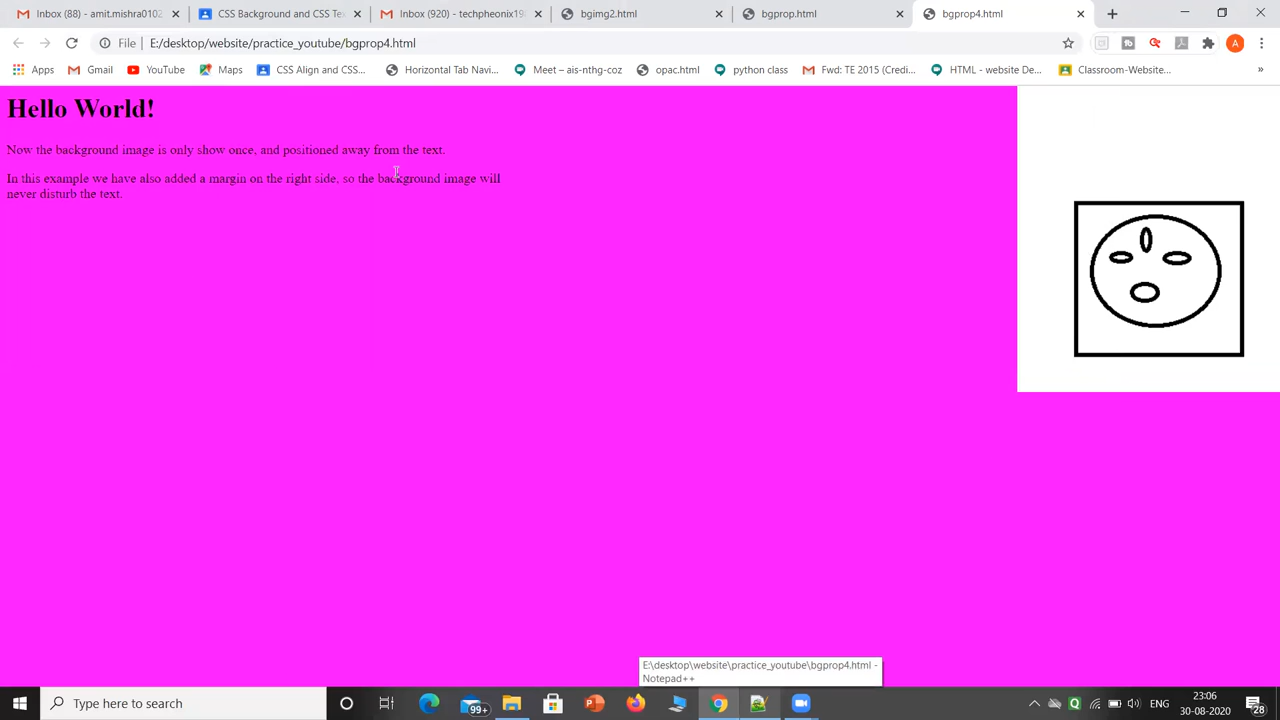 Inbox (88) - amit.mishra0102
CSS Background and CSS Te
Inbox (920) - techpheonix19
bgimg2.html
bgprop.html
bgprop4.html
File
E:/desktop/website/practice_youtube/bgprop4.html
A
Apps
Gmail
YouTube
Maps
CSS Align and CSS...
Horizontal Tab Navi...
Meet – ais-nthg-coz
opac.html
python class
Fwd: TE 2015 (Credi...
HTML - website De...
Classroom-Website...
»
Hello World!
Now the background image is only show once, and positioned away from the text.
In this example we have also added a margin on the right side, so the background image will
never disturb the text.
E:\desktop\website\practice_youtube\bgprop4.html -
Notepad++
Type here to search
99+
ENG
23:06
30-08-2020
28